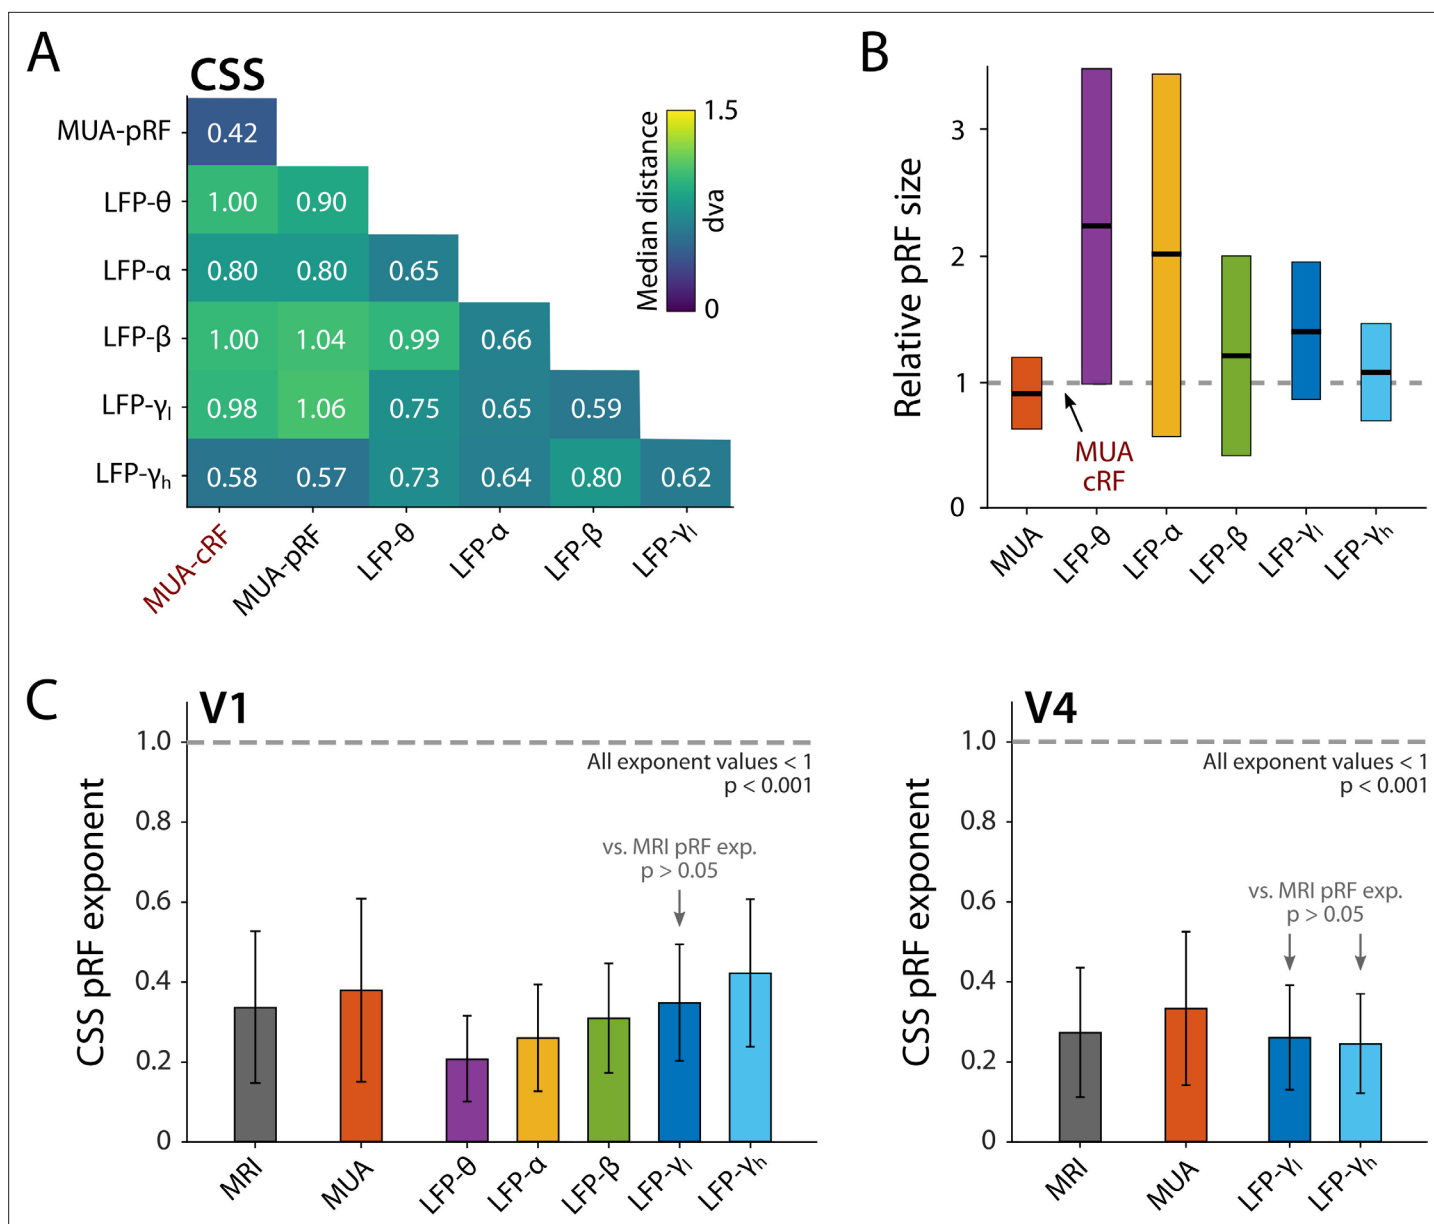 A
CSS
MUA-pRF
LFP-θ
LFP-α
LFP-β
LFP-γl
LFP-γh
0.42
1.00 0.90
0.80 0.80 0.65
1.00 1.04 0.99 0.66
0.98 1.06 0.75 0.65 0.59
0.58 0.57 0.73 0.64 0.80 0.62
MUA-cRF
MUA-pRF
LFP-θ
LFP-α
LFP-β
LFP-γl
Median distance
dva
1.5
0
B
Relative pRF size
3
2
1
0
MUA
cRF
MUA
LFP-θ
LFP-α
LFP-β
LFP-γl
LFP-γh
C
V1
CSS pRF exponent
1.0
0.8
0.6
0.4
0.2
0
All exponent values < 1
p < 0.001
vs. MRI pRF exp.
p > 0.05
MRI
MUA
LFP-θ
LFP-α
LFP-β
LFP-γl
LFP-γh
V4
CSS pRF exponent
1.0
0.8
0.6
0.4
0.2
0
All exponent values < 1
p < 0.001
vs. MRI pRF exp.
p > 0.05
MRI
MUA
LFP-γl
LFP-γh